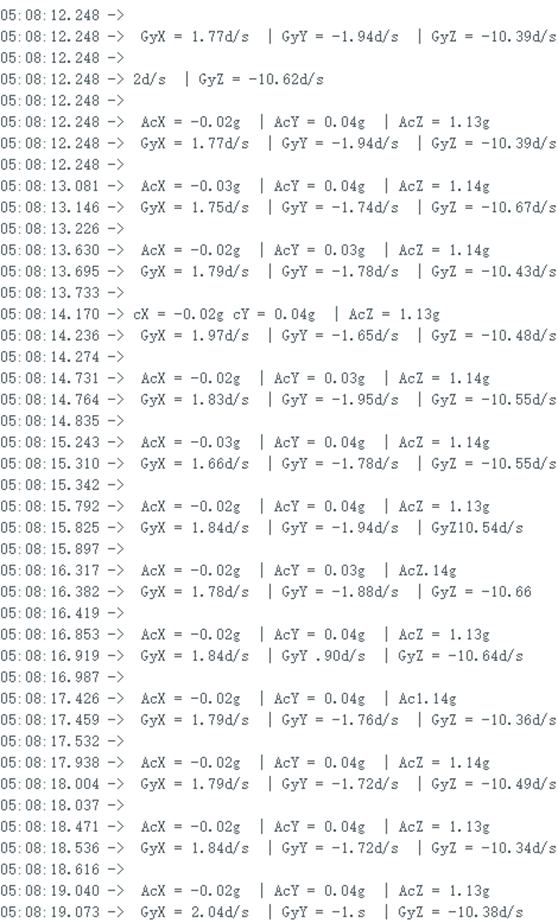 05:08:12.248 ->
05:08:12.248 ->  GyX = 1.77d/s  | GyY = -1.94d/s  | GyZ = -10.39d/s
05:08:12.248 ->
05:08:12.248 -> 2d/s  | GyZ = -10.62d/s
05:08:12.248 ->
05:08:12.248 ->  AcX = -0.02g  | AcY = 0.04g  | AcZ = 1.13g
05:08:12.248 ->  GyX = 1.77d/s  | GyY = -1.94d/s  | GyZ = -10.39d/s
05:08:12.248 ->
05:08:13.081 ->  AcX = -0.03g  | AcY = 0.04g  | AcZ = 1.14g
05:08:13.146 ->  GyX = 1.75d/s  | GyY = -1.74d/s  | GyZ = -10.67d/s
05:08:13.226 ->
05:08:13.630 ->  AcX = -0.02g  | AcY = 0.03g  | AcZ = 1.14g
05:08:13.695 ->  GyX = 1.79d/s  | GyY = -1.78d/s  | GyZ = -10.43d/s
05:08:13.733 ->
05:08:14.170 -> cX = -0.02g cY = 0.04g  | AcZ = 1.13g
05:08:14.236 ->  GyX = 1.97d/s  | GyY = -1.65d/s  | GyZ = -10.48d/s
05:08:14.274 ->
05:08:14.731 ->  AcX = -0.02g  | AcY = 0.03g  | AcZ = 1.14g
05:08:14.764 ->  GyX = 1.83d/s  | GyY = -1.95d/s  | GyZ = -10.55d/s
05:08:14.835 ->
05:08:15.243 ->  AcX = -0.03g  | AcY = 0.04g  | AcZ = 1.14g
05:08:15.310 ->  GyX = 1.66d/s  | GyY = -1.78d/s  | GyZ = -10.55d/s
05:08:15.342 ->
05:08:15.792 ->  AcX = -0.02g  | AcY = 0.04g  | AcZ = 1.13g
05:08:15.825 ->  GyX = 1.84d/s  | GyY = -1.94d/s  | GyZ10.54d/s
05:08:15.897 ->
05:08:16.317 ->  AcX = -0.02g  | AcY = 0.03g  | AcZ.14g
05:08:16.382 ->  GyX = 1.78d/s  | GyY = -1.88d/s  | GyZ = -10.66
05:08:16.419 ->
05:08:16.853 ->  AcX = -0.02g  | AcY = 0.04g  | AcZ = 1.13g
05:08:16.919 ->  GyX = 1.84d/s  | GyY .90d/s  | GyZ = -10.64d/s
05:08:16.987 ->
05:08:17.426 ->  AcX = -0.02g  | AcY = 0.04g  | Ac1.14g
05:08:17.459 ->  GyX = 1.79d/s  | GyY = -1.76d/s  | GyZ = -10.36d/s
05:08:17.532 ->
05:08:17.938 ->  AcX = -0.02g  | AcY = 0.04g  | AcZ = 1.14g
05:08:18.004 ->  GyX = 1.79d/s  | GyY = -1.72d/s  | GyZ = -10.49d/s
05:08:18.037 ->
05:08:18.471 ->  AcX = -0.02g  | AcY = 0.04g  | AcZ = 1.13g
05:08:18.536 ->  GyX = 1.84d/s  | GyY = -1.72d/s  | GyZ = -10.34d/s
05:08:18.616 ->
05:08:19.040 ->  AcX = -0.02g  | AcY = 0.04g  | AcZ = 1.13g
05:08:19.073 ->  GyX = 2.04d/s  | GyY = -1.s  | GyZ = -10.38d/s